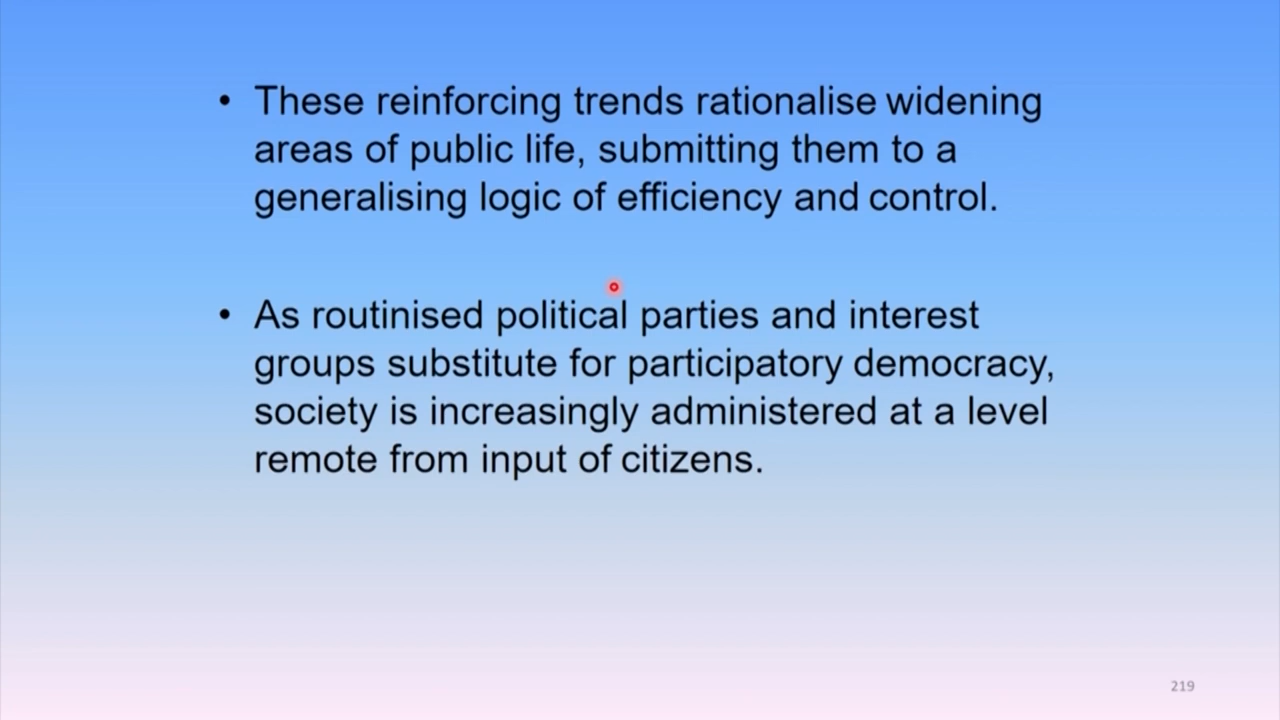 • These reinforcing trends rationalise widening
areas of public life, submitting them to a
generalising logic of efficiency and control.
• As routinised political parties and interest
groups substitute for participatory democracy,
society is increasingly administered at a level
remote from input of citizens.
219